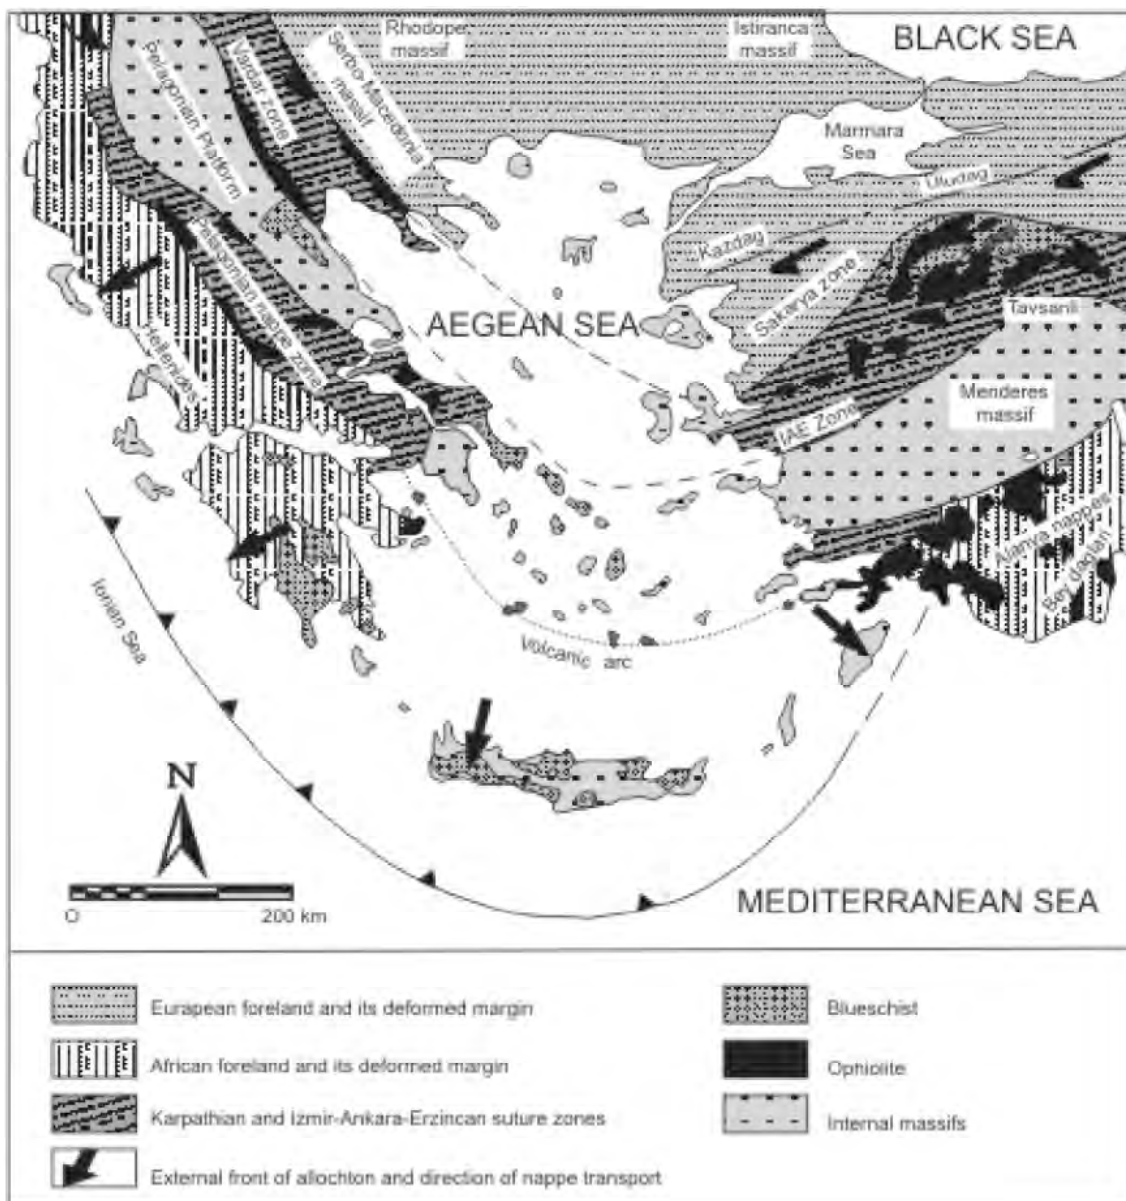 Rhodope
massif
Istiranca
massif
BLACK SEA
Pelagonain Platform
Vardar zone
Serbo-Macedonia
massif
Marmara
Sea
Uludag
Kazdag
Sakarya zone
Tavsanli
AEGEAN SEA
Palagonian nappe zone
Hellenides
Menderes
massif
IAE Zone
Alanya nappes
Bey daglari
Ionian Sea
Volcanic arc
N
0 200 km
MEDITERRANEAN SEA
Eurapean foreland and its deformed margin
African foreland and its deformed margin
Karpathian and Izmir-Ankara-Erzincan suture zones
External front of allochton and direction of nappe transport
Blueschist
Ophiolite
Internal massifs